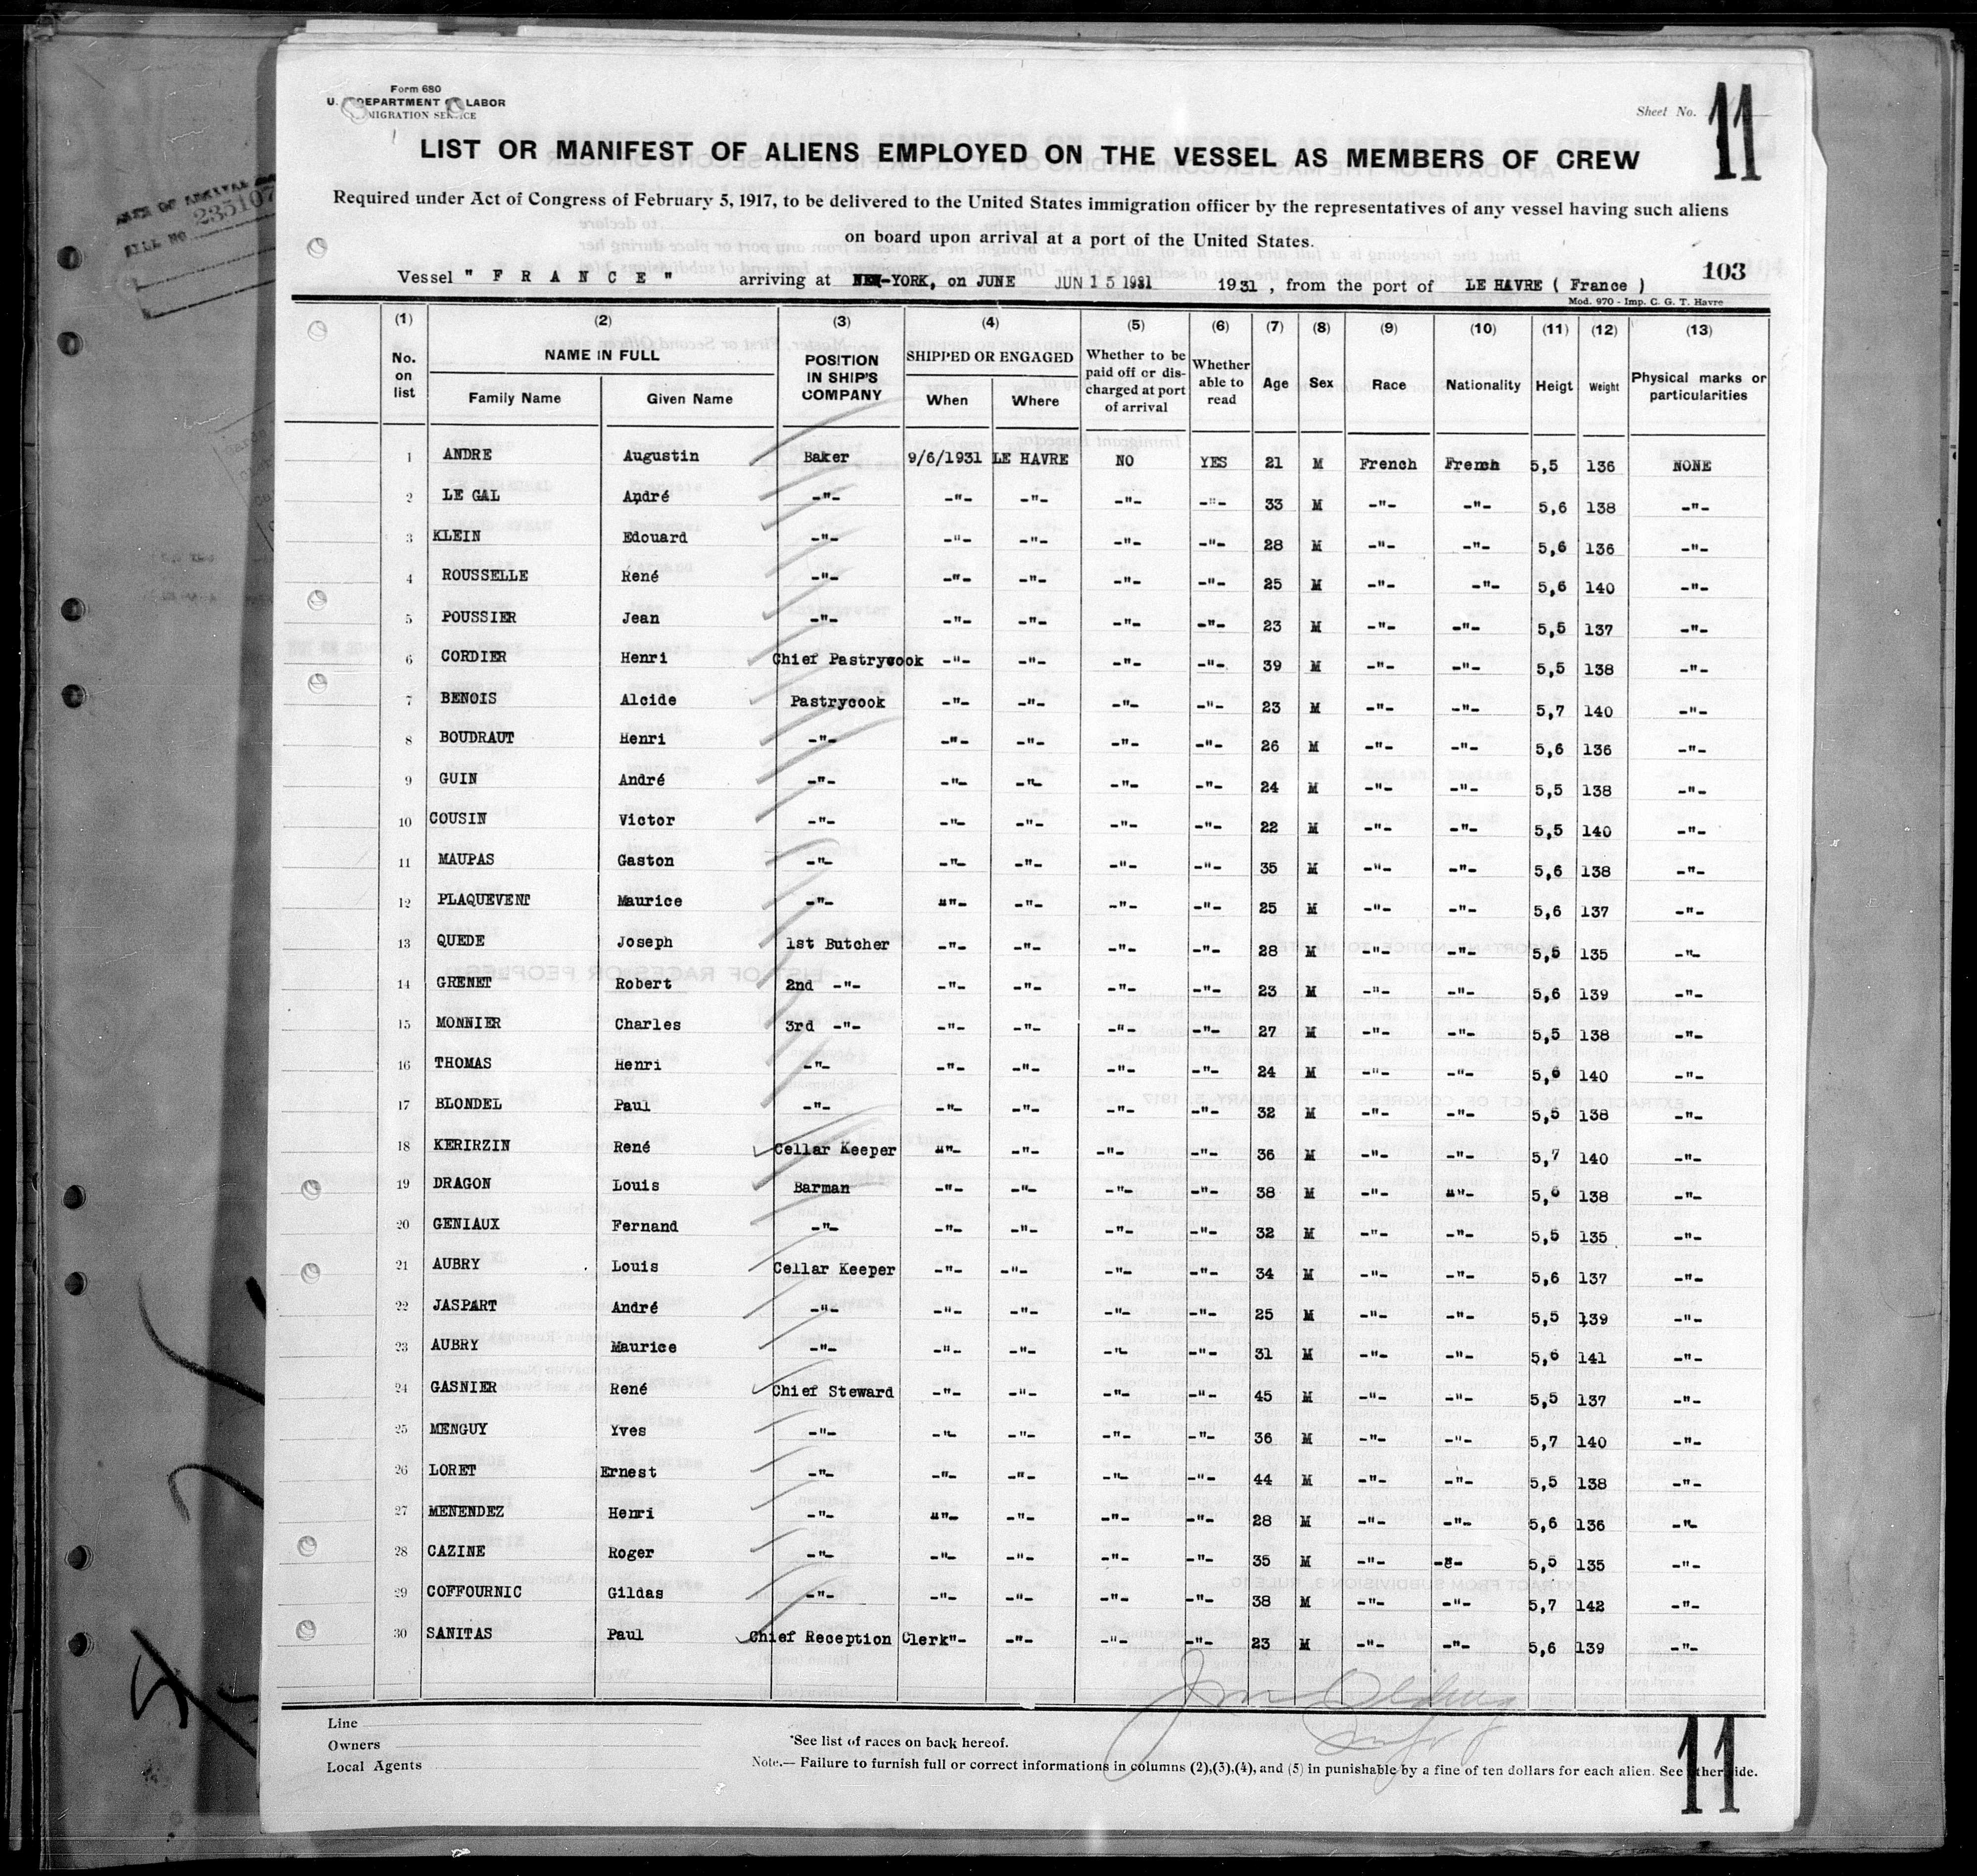 Form 680
U. DEPARTMENT LABOR
MIGRATION SERVICE
Sheet No. 11
LIST OR MANIFEST OF ALIENS EMPLOYED ON THE VESSEL AS MEMBERS OF CREW
Required under Act of Congress of February 5, 1917, to be delivered to the United States immigration officer by the representatives of any vessel having such aliens
on board upon arrival at a port of the United States.
103
Vessel " F R A N C E " arriving at NEW-YORK, on JUNE JUN 15 1931 1931, from the port of LE HAVRE ( France )
Mod. 970 - Imp. C. G. T. Havre
(1) (2) (3) (4) (5) (6) (7) (8) (9) (10) (11) (12) (13)
No. on list NAME IN FULL Family Name Given Name POSITION IN SHIP'S COMPANY SHIPPED OR ENGAGED When Where Whether to be paid off or discharged at port of arrival Whether able to read Age Sex Race Nationality Heigt Weight Physical marks or particularities
1 ANDRE Augustin Baker 9/6/1931 LE HAVRE NO YES 21 M French French 5,5 136 NONE
2 LE GAL André -"- -"- -"- -"- -"- 33 M -"- -"- 5,6 138 -"-
3 KLEIN Edouard -"- -"- -"- -"- -"- 28 M -"- -"- 5,6 136 -"-
4 ROUSSELLE René -"- -"- -"- -"- -"- 25 M -"- -"- 5,6 140 -"-
5 POUSSIER Jean -"- -"- -"- -"- -"- 23 M -"- -"- 5,5 137 -"-
6 CORDIER Henri Chief Pastrycook -"- -"- -"- -"- 39 M -"- -"- 5,5 138 -"-
7 BENOIS Alcide Pastrycook -"- -"- -"- -"- 23 M -"- -"- 5,7 140 -"-
8 BOUDRAUT Henri -"- -"- -"- -"- -"- 26 M -"- -"- 5,6 136 -"-
9 GUIN André -"- -"- -"- -"- -"- 24 M -"- -"- 5,5 138 -"-
10 COUSIN Victor -"- -"- -"- -"- -"- 22 M -"- -"- 5,5 140 -"-
11 MAUPAS Gaston -"- -"- -"- -"- -"- 35 M -"- -"- 5,6 138 -"-
12 PLAQUEVENT Maurice -"- -"- -"- -"- -"- 25 M -"- -"- 5,6 137 -"-
13 QUEDE Joseph 1st Butcher -"- -"- -"- -"- 28 M -"- -"- 5,5 135 -"-
14 GRENET Robert 2nd -"- -"- -"- -"- -"- 23 M -"- -"- 5,6 139 -"-
15 MONNIER Charles 3rd -"- -"- -"- -"- -"- 27 M -"- -"- 5,5 138 -"-
16 THOMAS Henri -"- -"- -"- -"- -"- 24 M -"- -"- 5,6 140 -"-
17 BLONDEL Paul -"- -"- -"- -"- -"- 32 M -"- -"- 5,5 138 -"-
18 KERIRZIN René Cellar Keeper -"- -"- -"- -"- 36 M -"- -"- 5,7 140 -"-
19 DRAGON Louis Barman -"- -"- -"- -"- 38 M -"- -"- 5,6 138 -"-
20 GENIAUX Fernand -"- -"- -"- -"- -"- 32 M -"- -"- 5,5 135 -"-
21 AUBRY Louis Cellar Keeper -"- -"- -"- -"- 34 M -"- -"- 5,6 137 -"-
22 JASPART André -"- -"- -"- -"- -"- 25 M -"- -"- 5,5 139 -"-
23 AUBRY Maurice -"- -"- -"- -"- -"- 31 M -"- -"- 5,6 141 -"-
24 GASNIER René Chief Steward -"- -"- -"- -"- 45 M -"- -"- 5,5 137 -"-
25 MENGUY Yves -"- -"- -"- -"- -"- 36 M -"- -"- 5,7 140 -"-
26 LORET Ernest -"- -"- -"- -"- -"- 44 M -"- -"- 5,5 138 -"-
27 MENENDEZ Henri -"- -"- -"- -"- -"- 28 M -"- -"- 5,6 136 -"-
28 CAZINE Roger -"- -"- -"- -"- -"- 35 M -"- -"- 5,5 135 -"-
29 COFFOURNIC Gildas -"- -"- -"- -"- -"- 38 M -"- -"- 5,7 142 -"-
30 SANITAS Paul Chief Reception Clerk"- -"- -"- -"- 23 M -"- -"- 5,6 139 -"-
Line
Owners
Local Agents
*See list of races on back hereof.
Note.— Failure to furnish full or correct informations in columns (2),(3),(4), and (5) in punishable by a fine of ten dollars for each alien. See other side.
11
BILL NO 235107